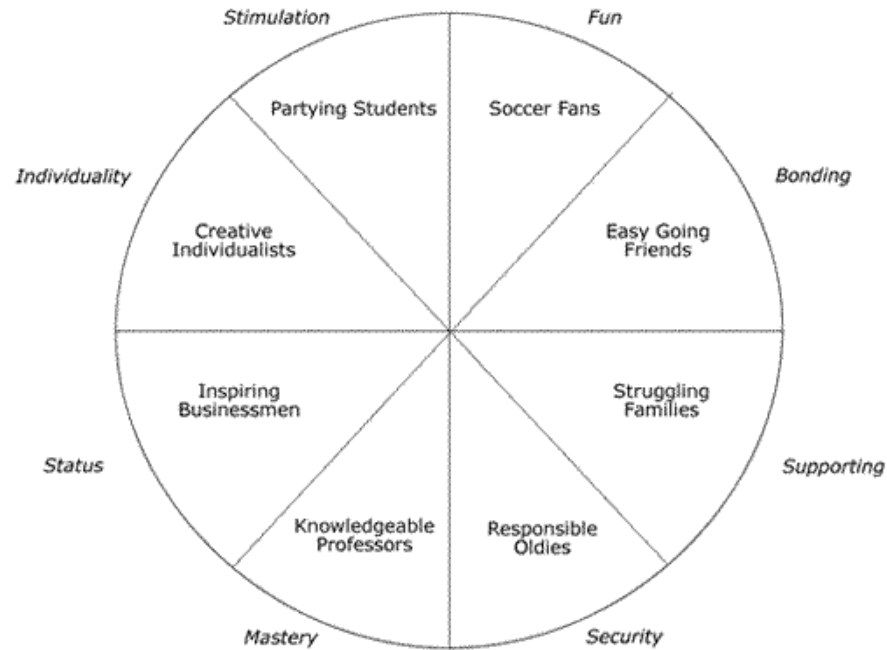 Stimulation
Fun
Partying Students
Soccer Fans
Individuality
Bonding
Creative
Individualists
Easy Going
Friends
Inspiring
Businessmen
Struggling
Families
Status
Supporting
Knowledgeable
Professors
Responsible
Oldies
Mastery
Security